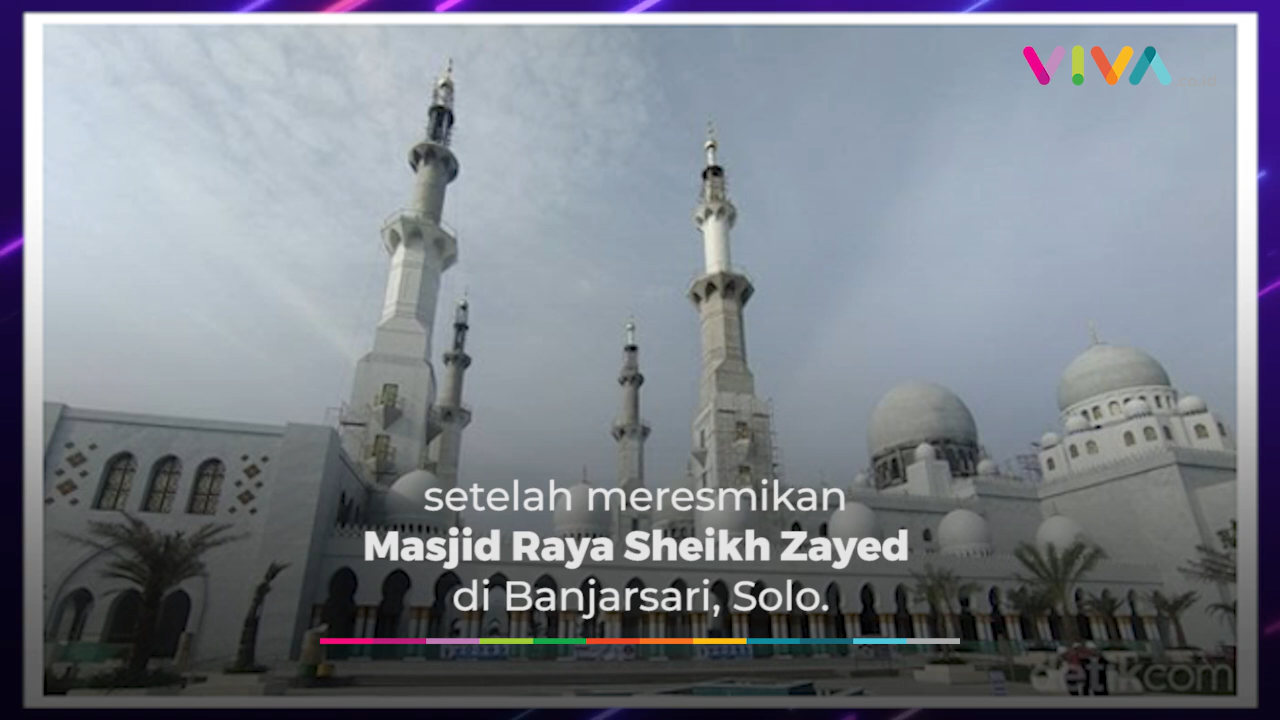 VIVA
setelah meresmikan
Masjid Raya Sheikh Zayed
di Banjarsari, Solo.
detikcom